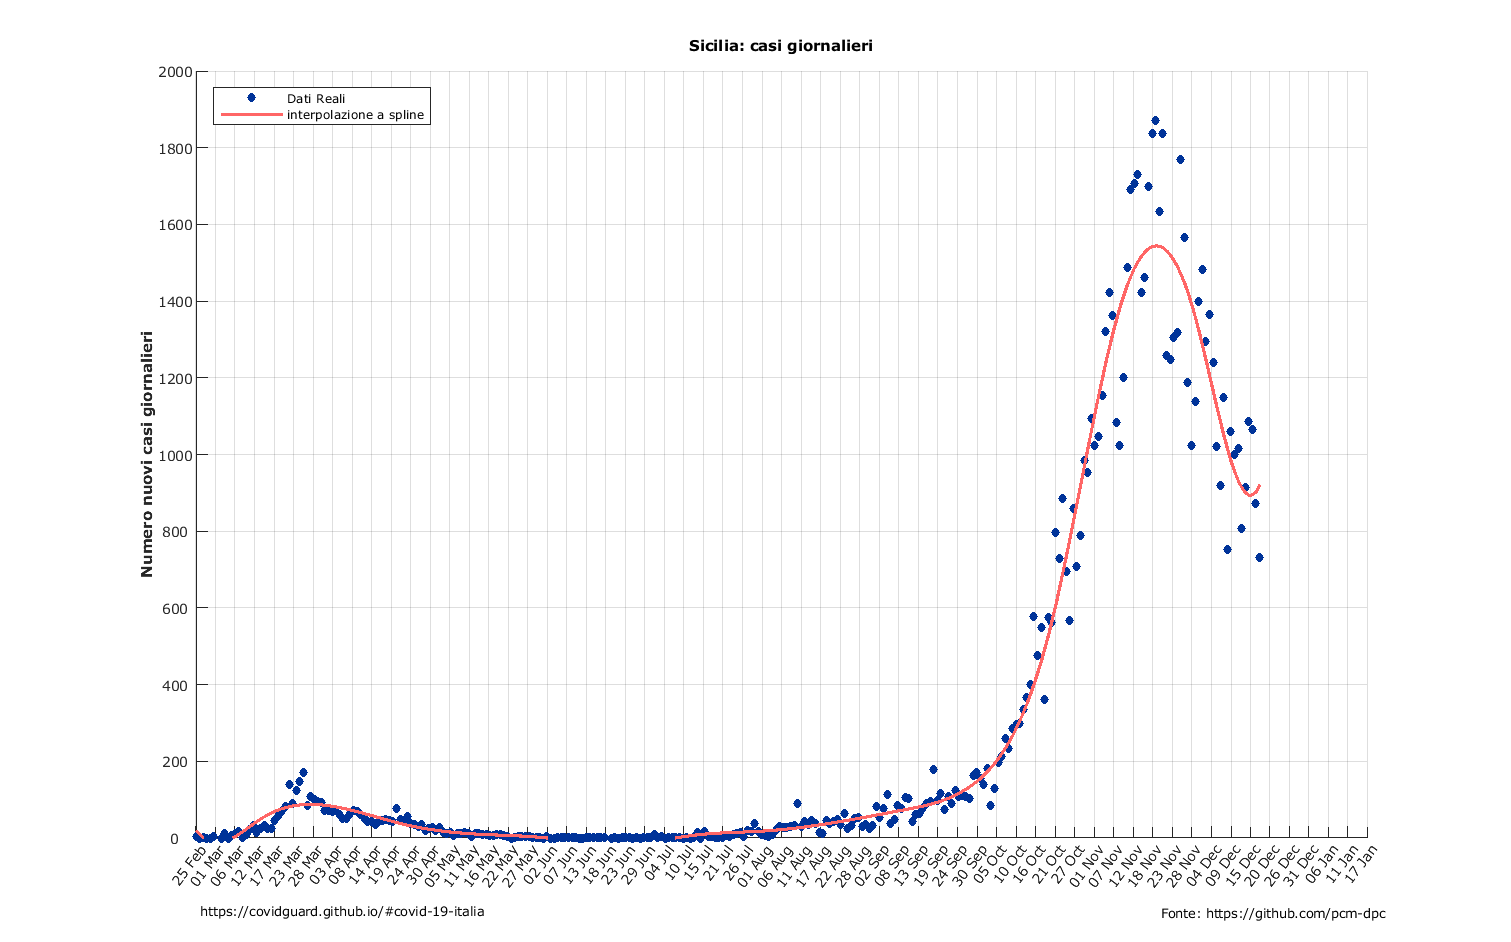 Sicilia: casi giornalieri
Dati Reali
interpolazione a spline
Numero nuovi casi giornalieri
2000
1800
1600
1400
1200
1000
800
600
400
200
0
25 Feb
01 Mar
06 Mar
12 Mar
17 Mar
23 Mar
28 Mar
03 Apr
08 Apr
14 Apr
19 Apr
24 Apr
30 Apr
05 May
11 May
16 May
22 May
27 May
02 Jun
07 Jun
13 Jun
18 Jun
23 Jun
29 Jun
04 Jul
10 Jul
15 Jul
21 Jul
26 Jul
01 Aug
06 Aug
11 Aug
17 Aug
22 Aug
28 Aug
02 Sep
08 Sep
13 Sep
19 Sep
24 Sep
30 Sep
05 Oct
10 Oct
16 Oct
21 Oct
27 Oct
01 Nov
07 Nov
12 Nov
18 Nov
23 Nov
28 Nov
04 Dec
09 Dec
15 Dec
20 Dec
26 Dec
31 Dec
06 Jan
11 Jan
17 Jan
https://covidguard.github.io/#covid-19-italia
Fonte: https://github.com/pcm-dpc